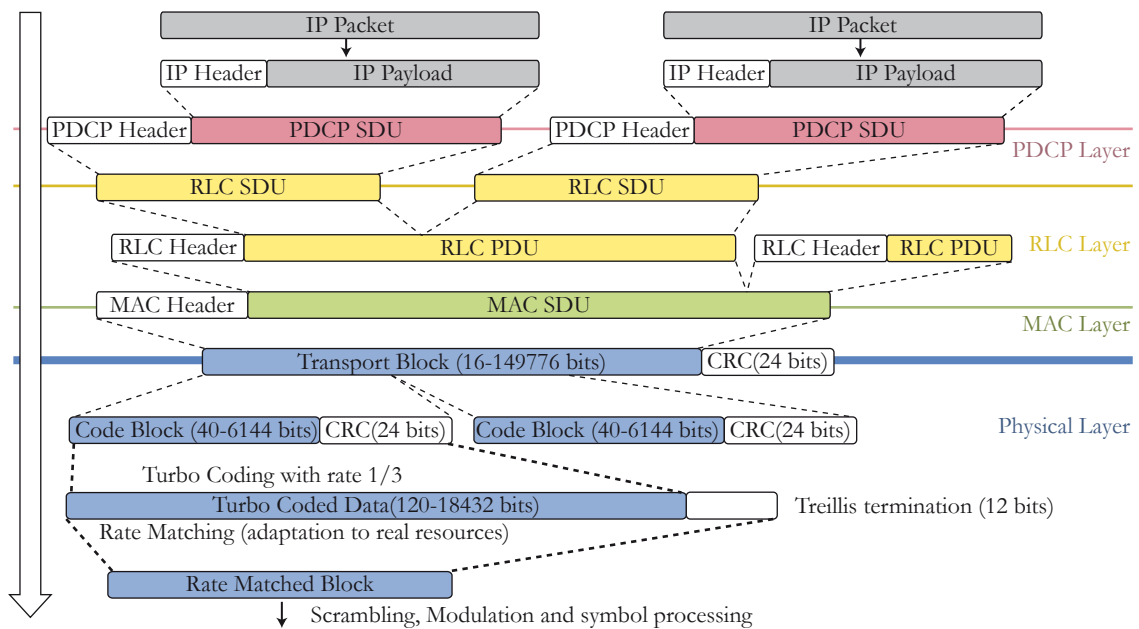 IP Packet
IP Packet
IP Header
IP Payload
IP Header
IP Payload
PDCP Header
PDCP SDU
PDCP Header
PDCP SDU
PDCP Layer
RLC SDU
RLC SDU
RLC Header
RLC PDU
RLC Header
RLC PDU
RLC Layer
MAC Header
MAC SDU
MAC Layer
Transport Block (16-149776 bits)
CRC(24 bits)
Code Block (40-6144 bits)
CRC(24 bits)
Code Block (40-6144 bits)
CRC(24 bits)
Physical Layer
Turbo Coding with rate 1/3
Turbo Coded Data(120-18432 bits)
Treillis termination (12 bits)
Rate Matching (adaptation to real resources)
Rate Matched Block
Scrambling, Modulation and symbol processing